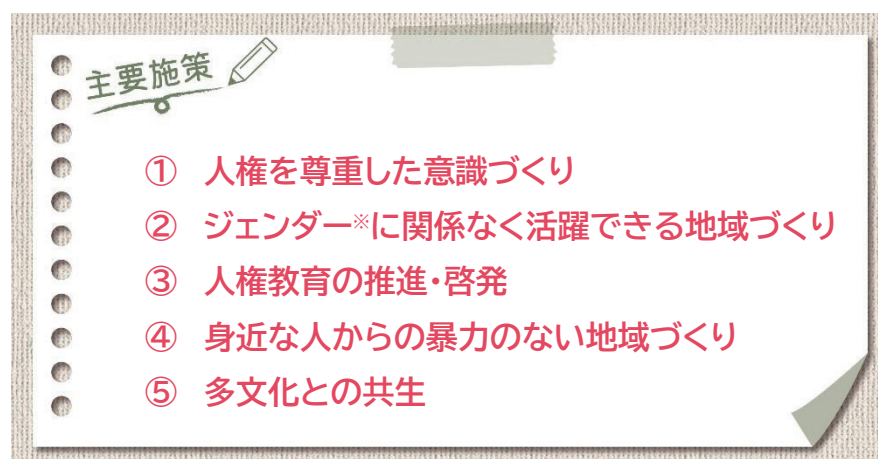 主要施策
① 人権を尊重した意識づくり
② ジェンダー※に関係なく活躍できる地域づくり
③ 人権教育の推進・啓発
④ 身近な人からの暴力のない地域づくり
⑤ 多文化との共生